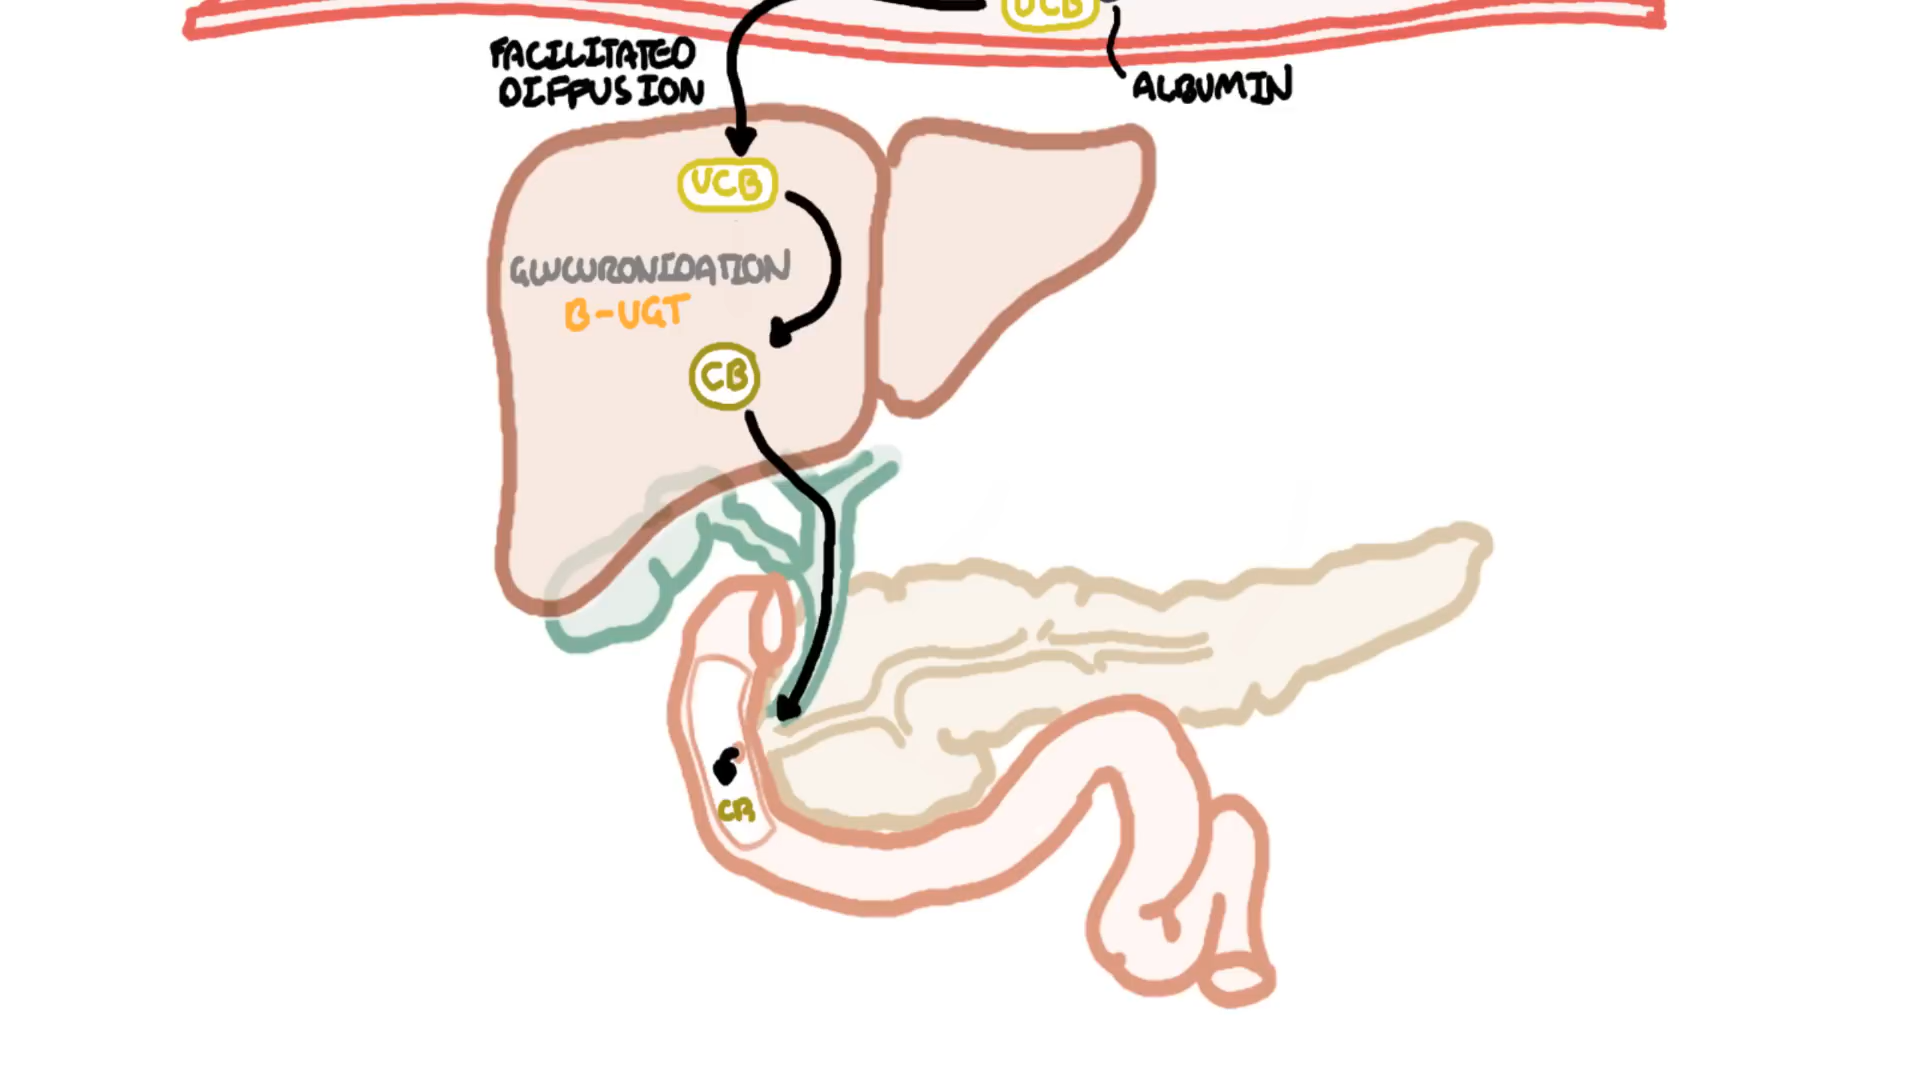 UCB
FACILITATED
DIFFUSION
ALBUMIN
UCB
GLUCURONIDATION
B-UGT
CB
CB